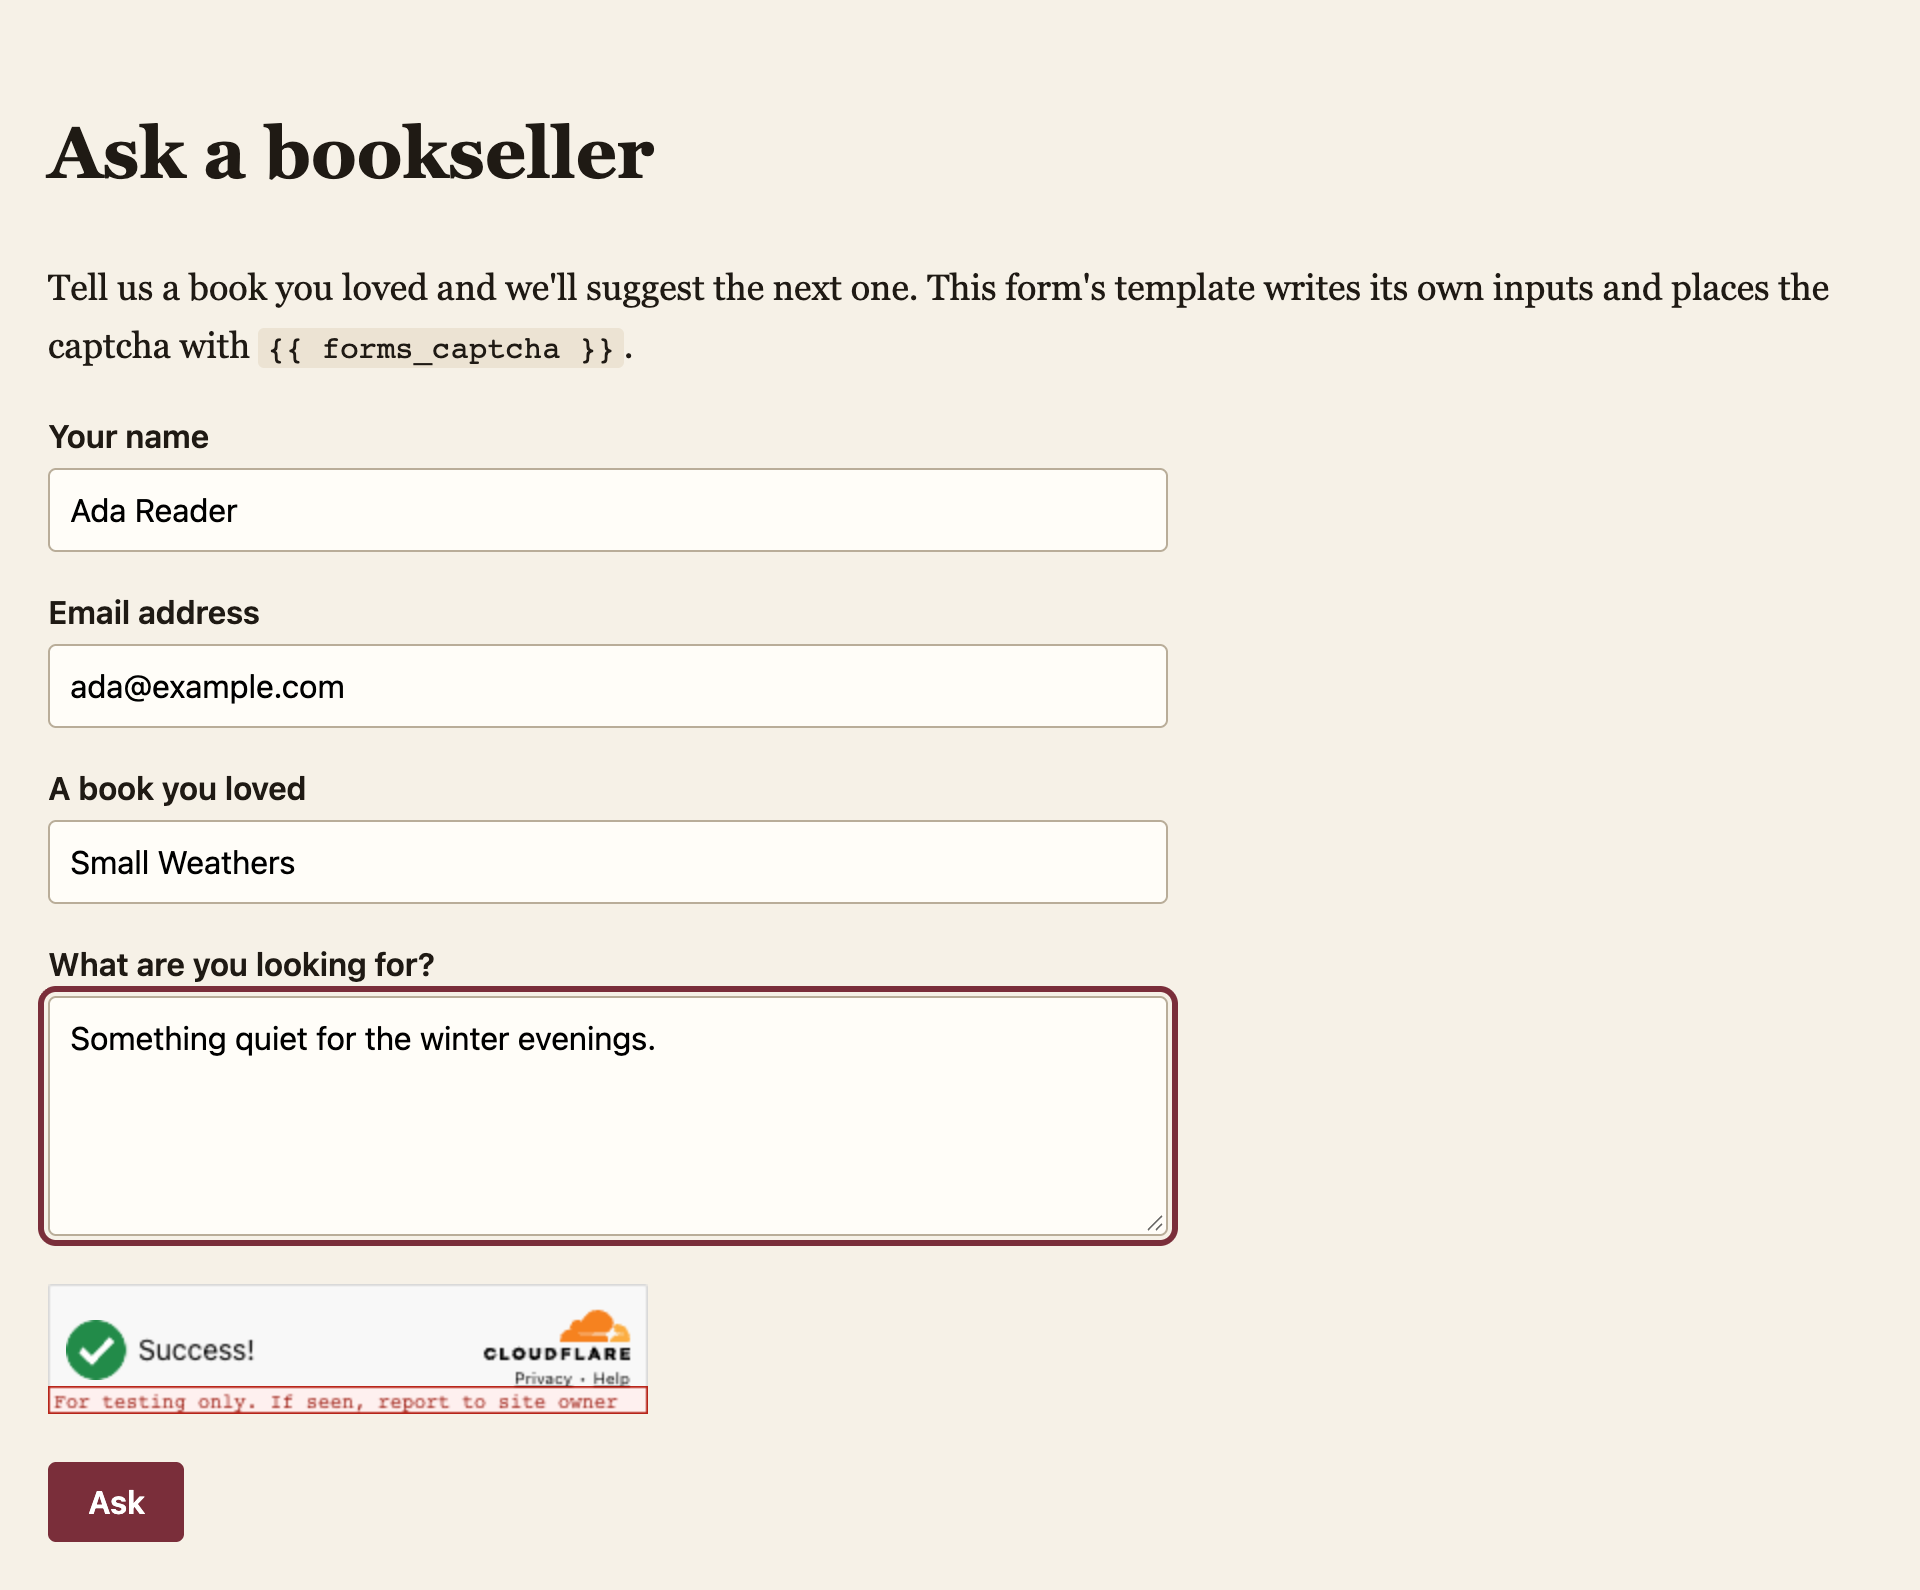 Ask a bookseller
Tell us a book you loved and we'll suggest the next one. This form's template writes its own inputs and places the
captcha with {{ forms_captcha }}.
Your name
Ada Reader
Email address
ada@example.com
A book you loved
Small Weathers
What are you looking for?
Something quiet for the winter evenings.
Success!
CLOUDFLARE
Privacy • Help
For testing only. If seen, report to site owner
Ask